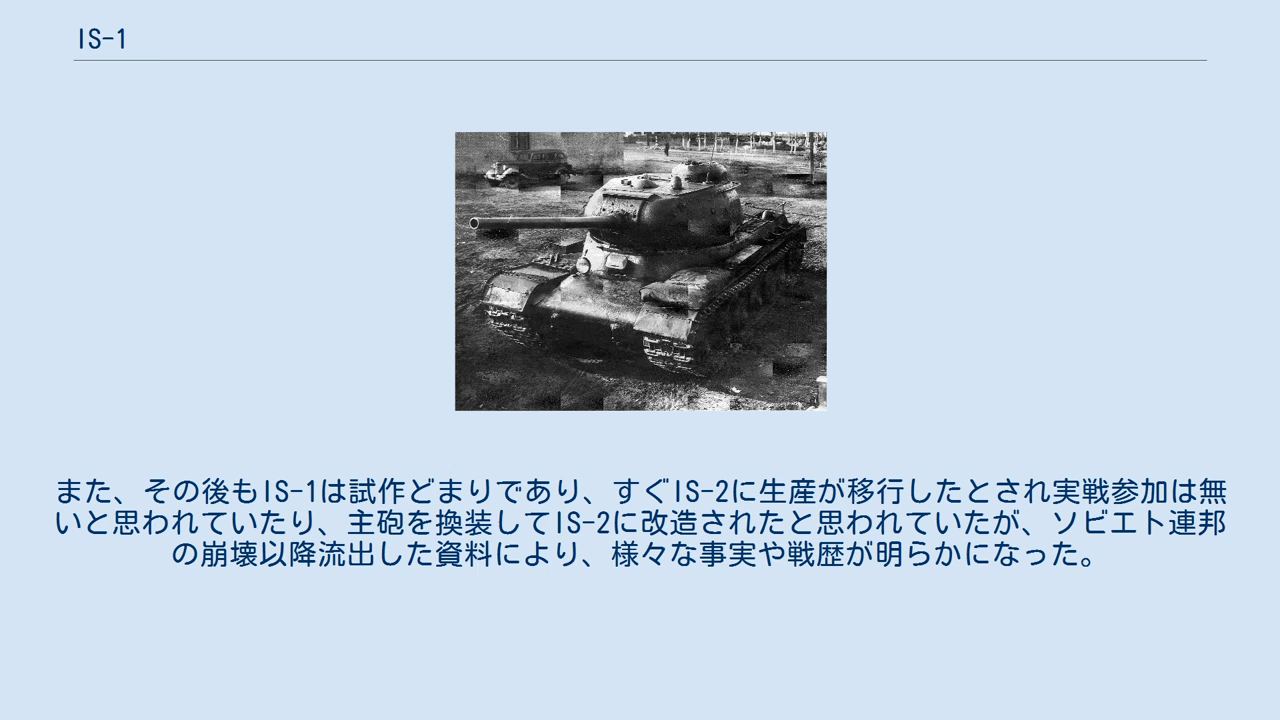 IS-1
また、その後もIS-1は試作どまりであり、すぐIS-2に生産が移行したとされ実戦参加は無
いと思われていたり、主砲を換装してIS-2に改造されたと思われていたが、ソビエト連邦
の崩壊以降流出した資料により、様々な事実や戦歴が明らかになった。